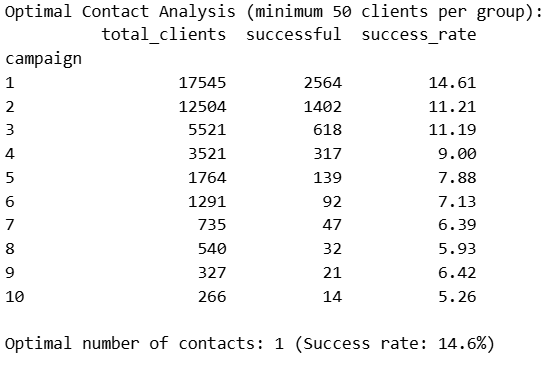 Optimal Contact Analysis (minimum 50 clients per group):
total_clients successful success_rate
campaign
1 17545 2564 14.61
2 12504 1402 11.21
3 5521 618 11.19
4 3521 317 9.00
5 1764 139 7.88
6 1291 92 7.13
7 735 47 6.39
8 540 32 5.93
9 327 21 6.42
10 266 14 5.26
Optimal number of contacts: 1 (Success rate: 14.6%)